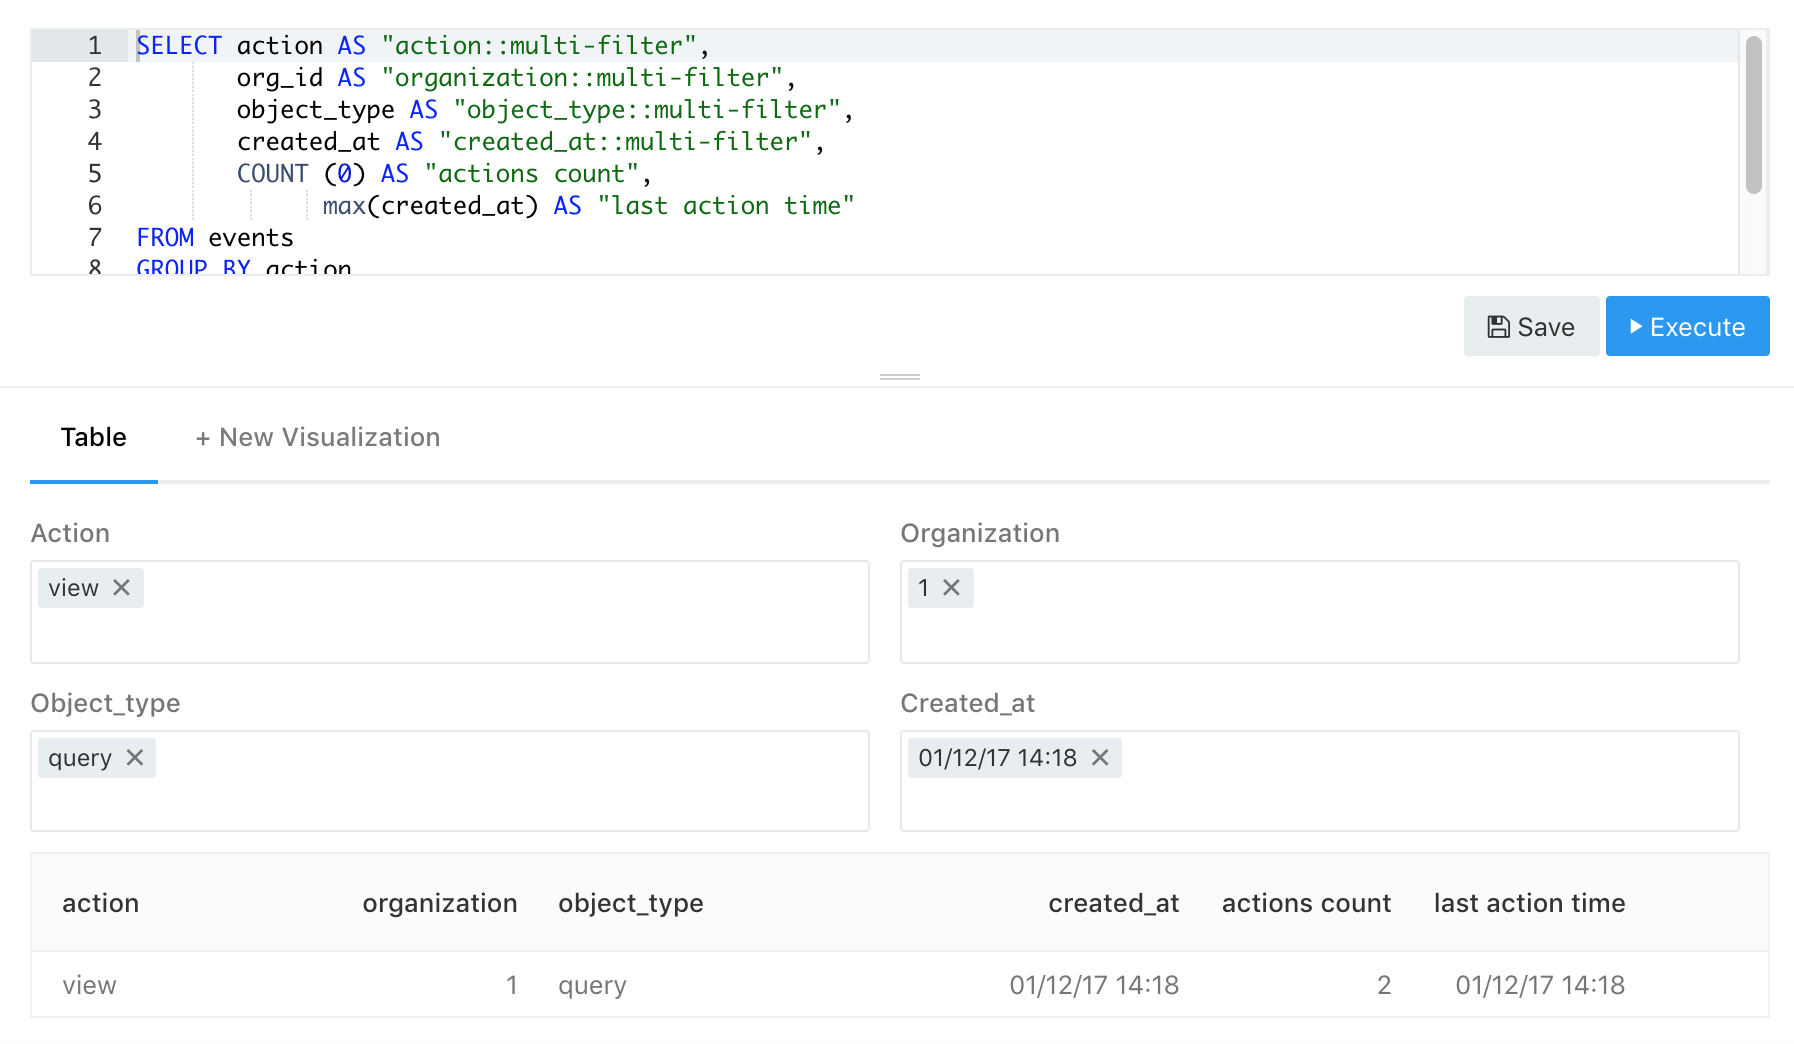 1 SELECT action AS "action::multi-filter",
2 org_id AS "organization::multi-filter",
3 object_type AS "object_type::multi-filter",
4 created_at AS "created_at::multi-filter",
5 COUNT (0) AS "actions count",
6 max(created_at) AS "last action time"
7 FROM events
8 GROUP BY action
Save Execute
Table + New Visualization
Action Organization
view 1
Object_type Created_at
query 01/12/17 14:18
action organization object_type created_at actions count last action time
view 1 query 01/12/17 14:18 2 01/12/17 14:18